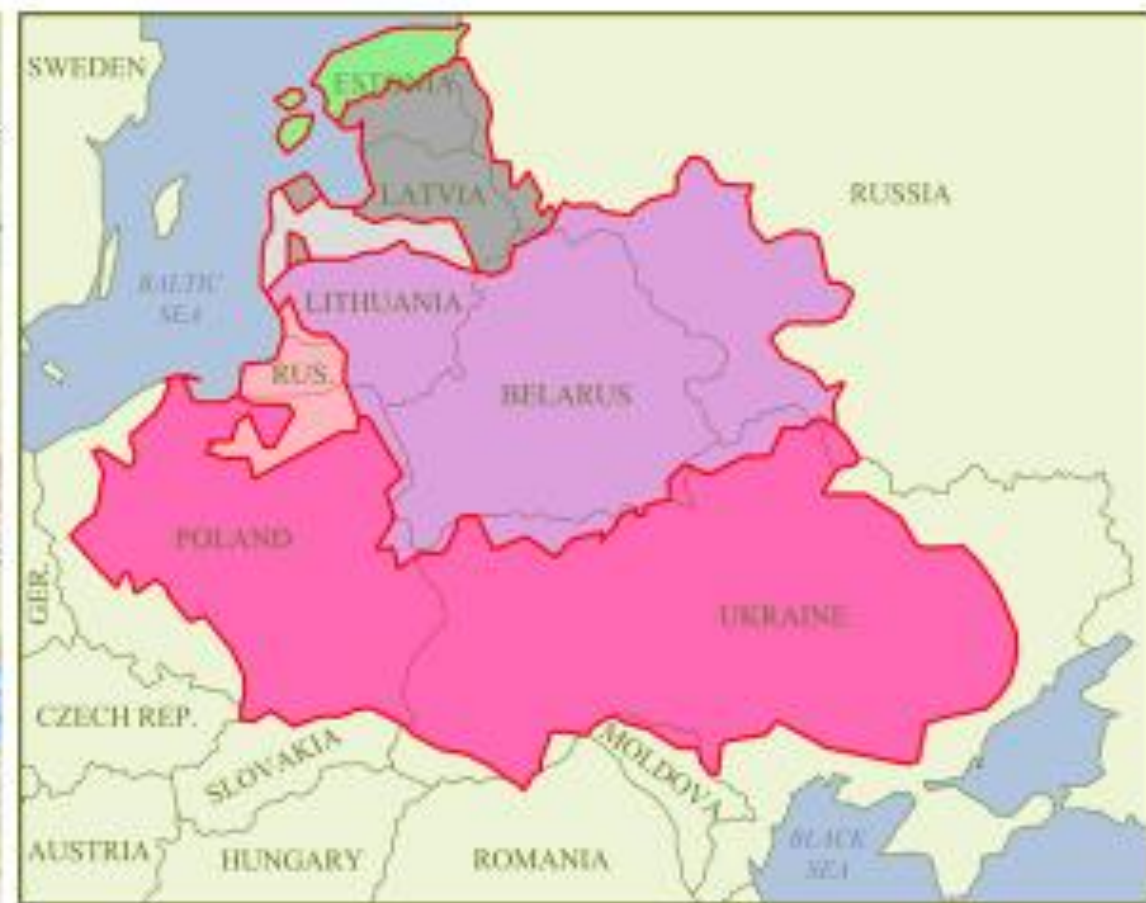 SWEDEN
ESTONIA
LATVIA
RUSSIA
BALTIC
SEA
LITHUANIA
RUS.
BELARUS
POLAND
GER.
UKRAINE
CZECH REP.
SLOVAKIA
MOLDOVA
AUSTRIA
HUNGARY
ROMANIA
BLACK
SEA